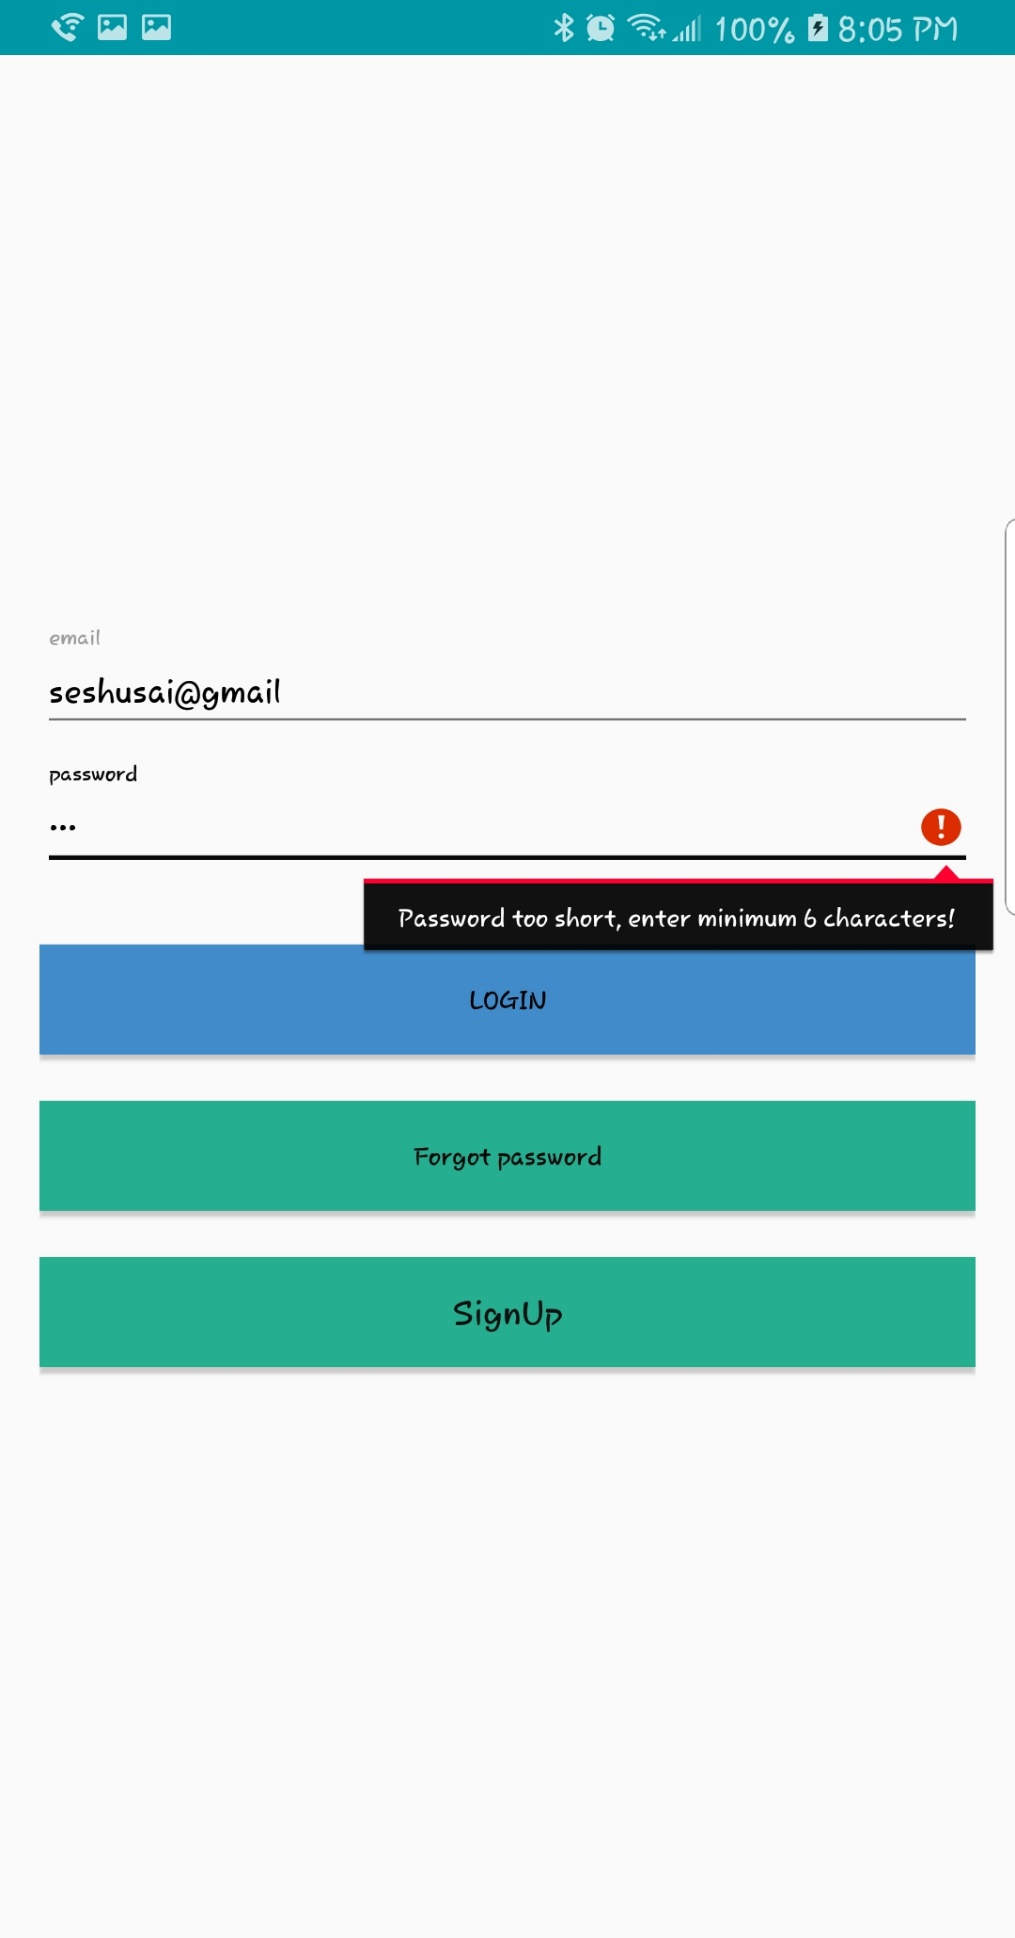 100% 8:05 PM
email
seshusai@gmail
password
•••
Password too short, enter minimum 6 characters!
LOGIN
Forgot password
SignUp